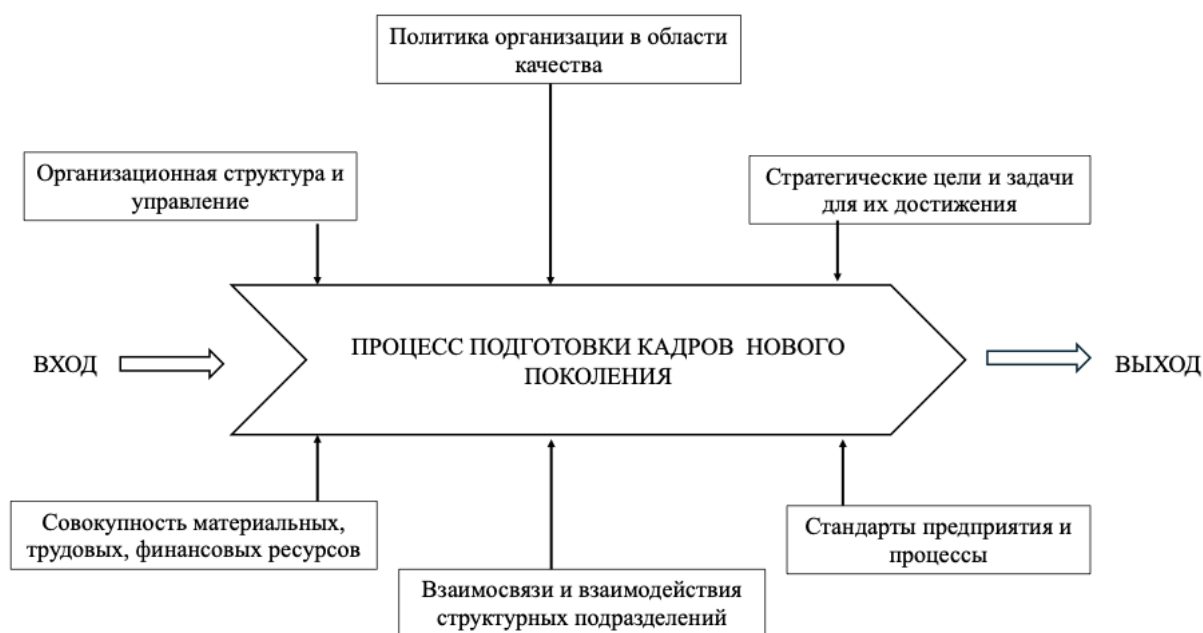 Политика организации в области
качества
Организационная структура и
управление
Стратегические цели и задачи
для их достижения
ВХОД
ПРОЦЕСС ПОДГОТОВКИ КАДРОВ НОВОГО
ПОКОЛЕНИЯ
ВЫХОД
Совокупность материальных,
трудовых, финансовых ресурсов
Взаимосвязи и взаимодействия
структурных подразделений
Стандарты предприятия и
процессы